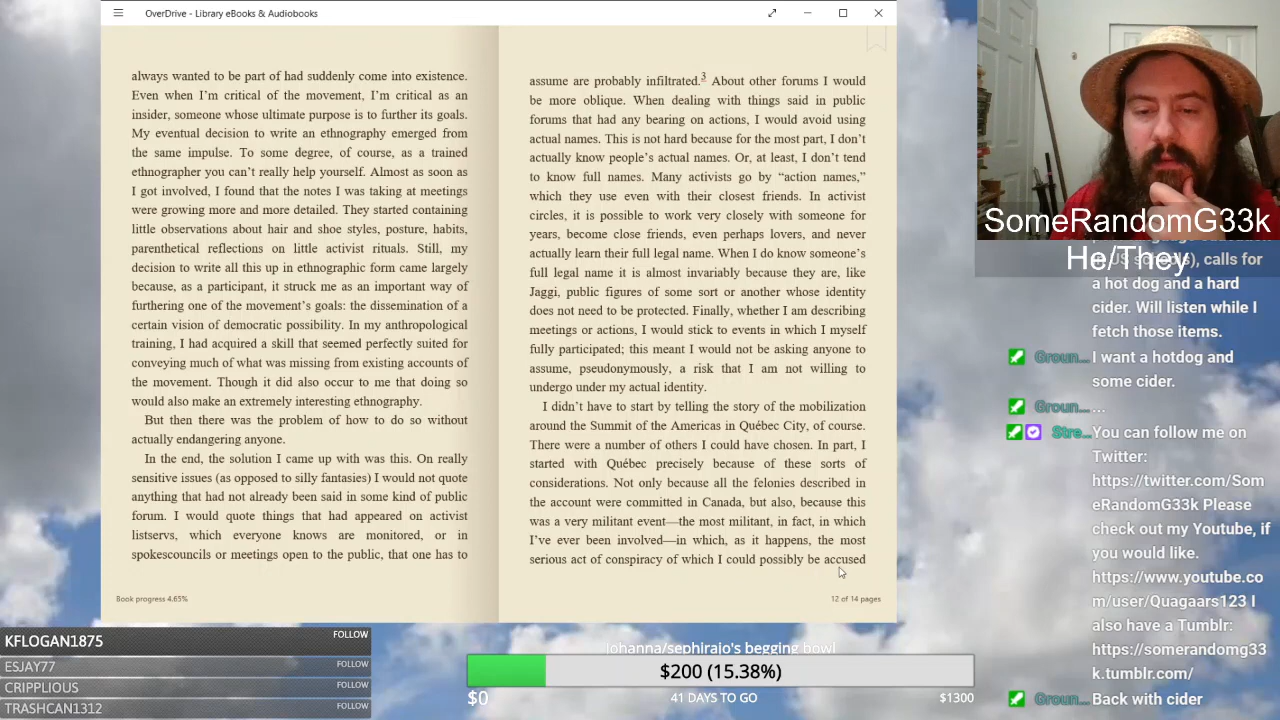 OverDrive - Library eBooks & Audiobooks
always wanted to be part of had suddenly come into existence.
Even when I’m critical of the movement, I’m critical as an
insider, someone whose ultimate purpose is to further its goals.
My eventual decision to write an ethnography emerged from
the same impulse. To some degree, of course, as a trained
ethnographer you can’t really help yourself. Almost as soon as
I got involved, I found that the notes I was taking at meetings
were growing more and more detailed. They started containing
little observations about hair and shoe styles, posture, habits,
parenthetical reflections on little activist rituals. Still, my
decision to write all this up in ethnographic form came largely
because, as a participant, it struck me as an important way of
furthering one of the movement’s goals: the dissemination of a
certain vision of democratic possibility. In my anthropological
training, I had acquired a skill that seemed perfectly suited for
conveying much of what was missing from existing accounts of
the movement. Though it did also occur to me that doing so
would also make an extremely interesting ethnography.
But then there was the problem of how to do so without
actually endangering anyone.
In the end, the solution I came up with was this. On really
sensitive issues (as opposed to silly fantasies) I would not quote
anything that had not already been said in some kind of public
forum. I would quote things that had appeared on activist
listservs, which everyone knows are monitored, or in
spokescouncils or meetings open to the public, that one has to
Book progress 4.65%
assume are probably infiltrated.3 About other forums I would
be more oblique. When dealing with things said in public
forums that had any bearing on actions, I would avoid using
actual names. This is not hard because for the most part, I don’t
actually know people’s actual names. Or, at least, I don’t tend
to know full names. Many activists go by “action names,”
which they use even with their closest friends. In activist
circles, it is possible to work very closely with someone for
years, become close friends, even perhaps lovers, and never
actually learn their full legal name. When I do know someone’s
full legal name it is almost invariably because they are, like
Jaggi, public figures of some sort or another whose identity
does not need to be protected. Finally, whether I am describing
meetings or actions, I would stick to events in which I myself
fully participated; this meant I would not be asking anyone to
assume, pseudonymously, a risk that I am not willing to
undergo under my actual identity.
I didn’t have to start by telling the story of the mobilization
around the Summit of the Americas in Québec City, of course.
There were a number of others I could have chosen. In part, I
started with Québec precisely because of these sorts of
considerations. Not only because all the felonies described in
the account were committed in Canada, but also, because this
was a very militant event—the most militant, in fact, in which
I’ve ever been involved—in which, as it happens, the most
serious act of conspiracy of which I could possibly be accused
12 of 14 pages
SomeRandomG33k
He/They
US schools), calls for
a hot dog and a hard
cider. Will listen while I
fetch those items.
Groun... I want a hotdog and
some cider.
Groun... ...
Stre... You can follow me on
Twitter:
https://twitter.com/Som
eRandomG33k Please
check out my Youtube, if
you would like.
https://www.youtube.co
m/user/Quagaars123 I
also have a Tumblr:
https://somerandomg33
k.tumblr.com/
Groun... Back with cider
KFLOGAN1875 FOLLOW
ESJAY77 FOLLOW
CRIPPLIOUS FOLLOW
TRASHCAN1312 FOLLOW
Johanna/sephirajo's begging bowl
$200 (15.38%)
$0 41 DAYS TO GO $1300